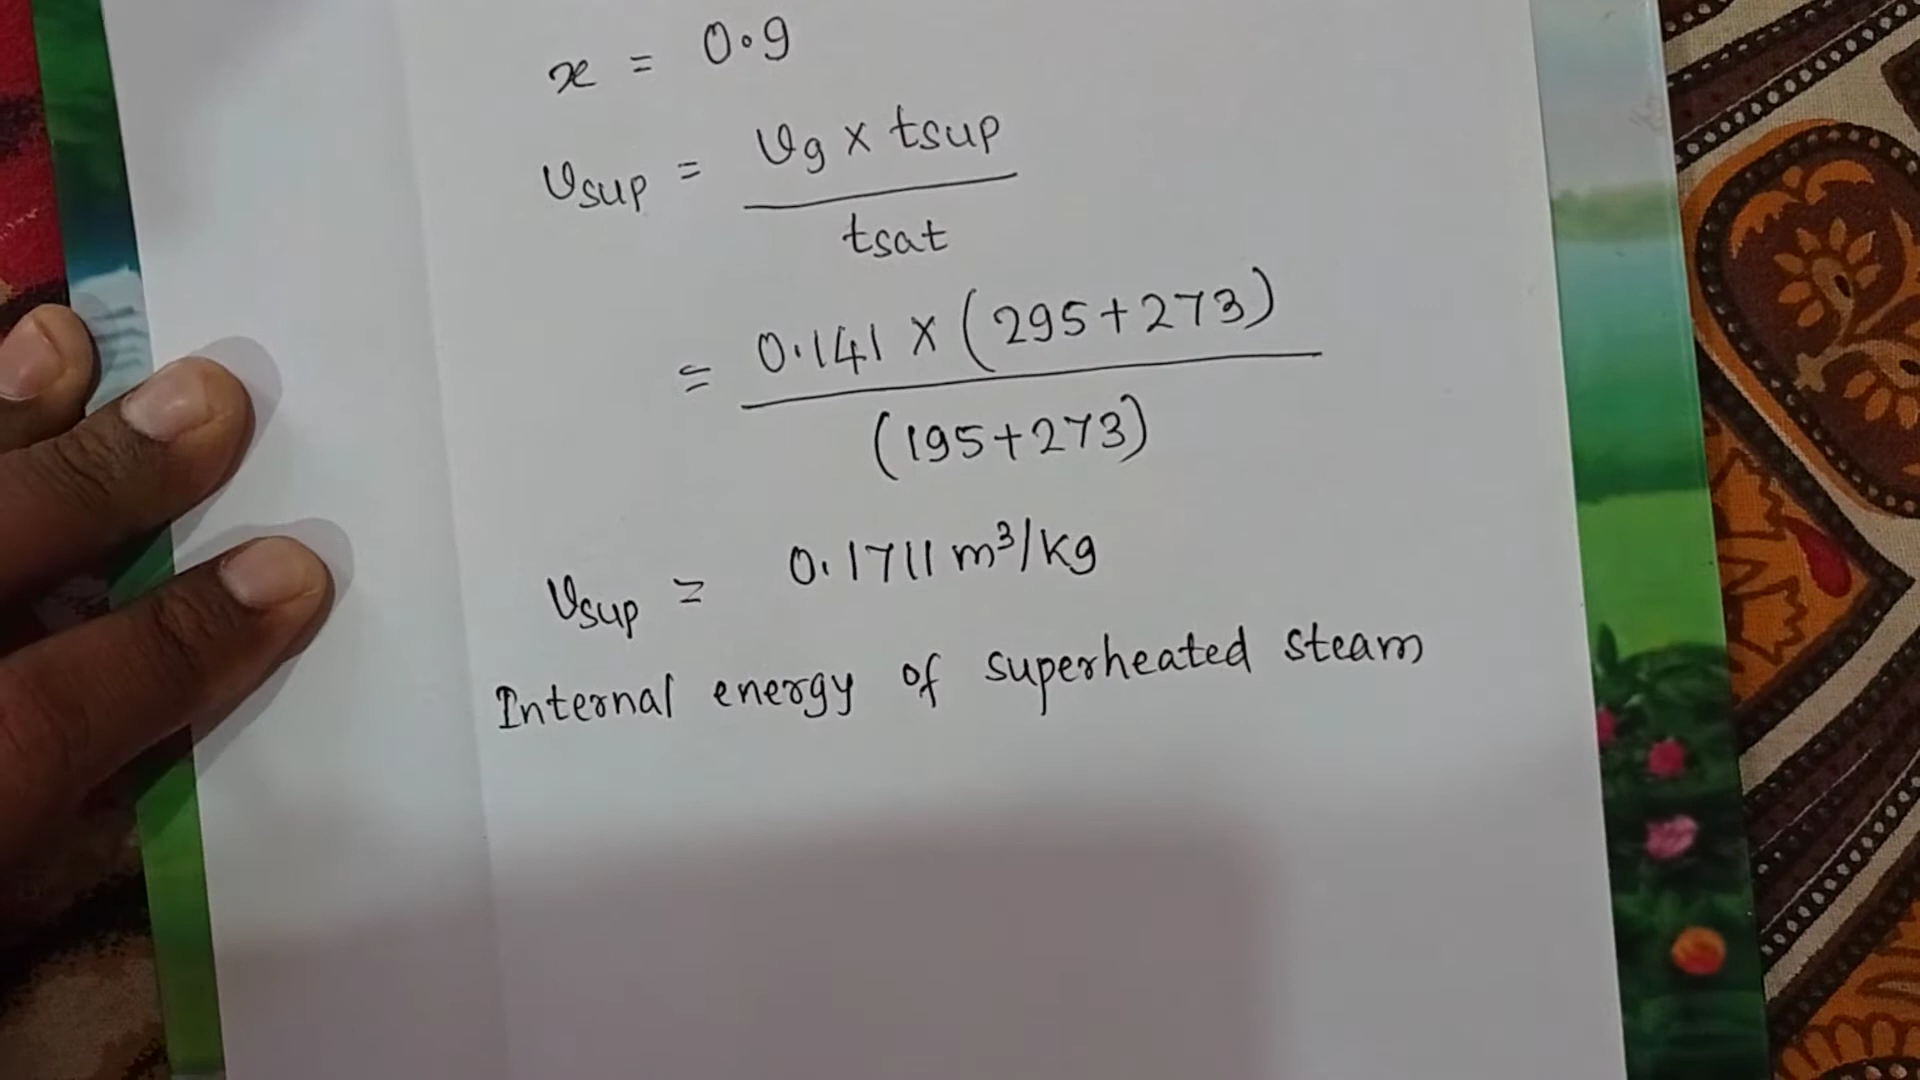 x = 0.9
vsup = vg x tsup / tsat
= 0.141 x (295+273) / (195+273)
vsup = 0.1711 m³/kg
Internal energy of superheated steam